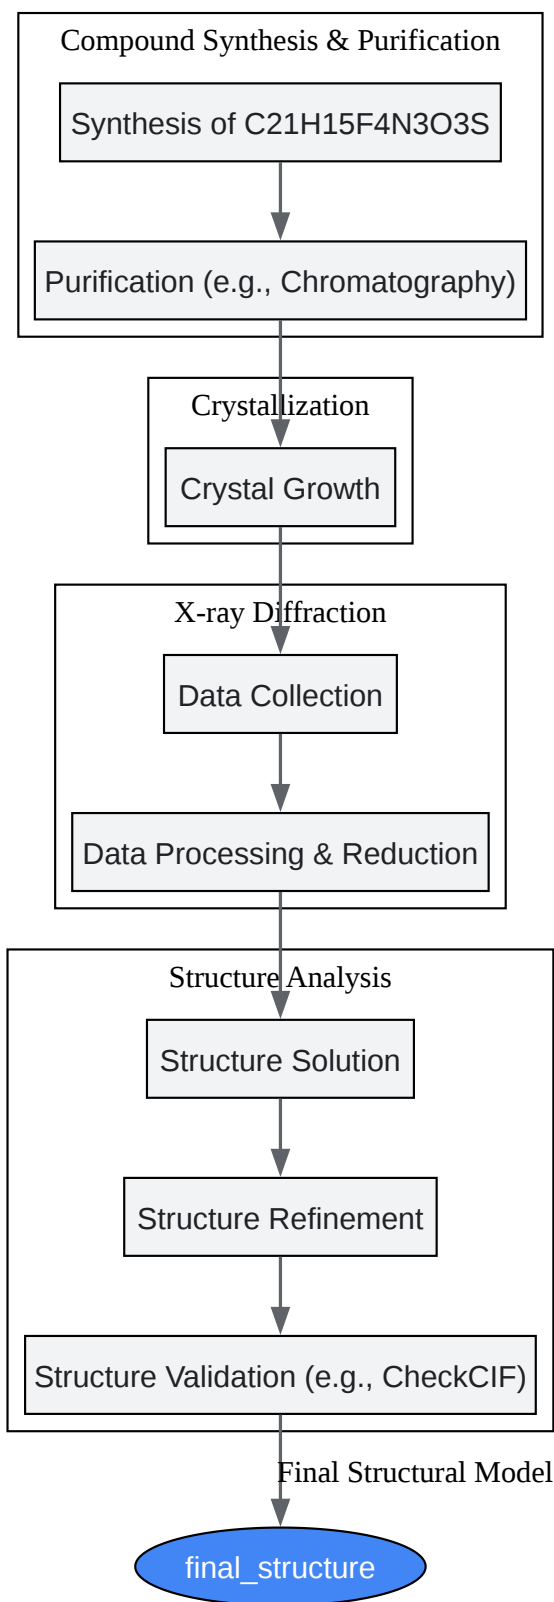 Compound Synthesis & Purification
Synthesis of C21H15F4N3O3S
Purification (e.g., Chromatography)
Crystallization
Crystal Growth
X-ray Diffraction
Data Collection
Data Processing & Reduction
Structure Analysis
Structure Solution
Structure Refinement
Structure Validation (e.g., CheckCIF)
Final Structural Model
final_structure